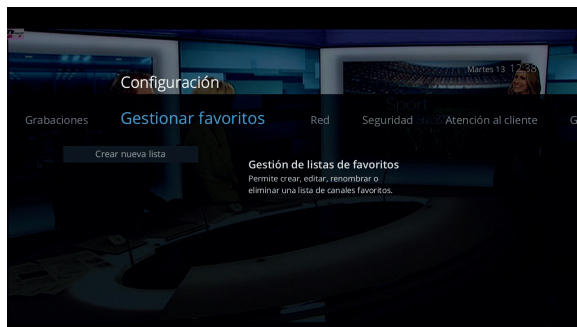 Martes 13 12:38
Configuración
Sport
Grabaciones Gestionar favoritos Red Seguridad Atención al cliente G
Crear nueva lista
Gestión de listas de favoritos
Permite crear, editar, renombrar o
eliminar una lista de canales favoritos.